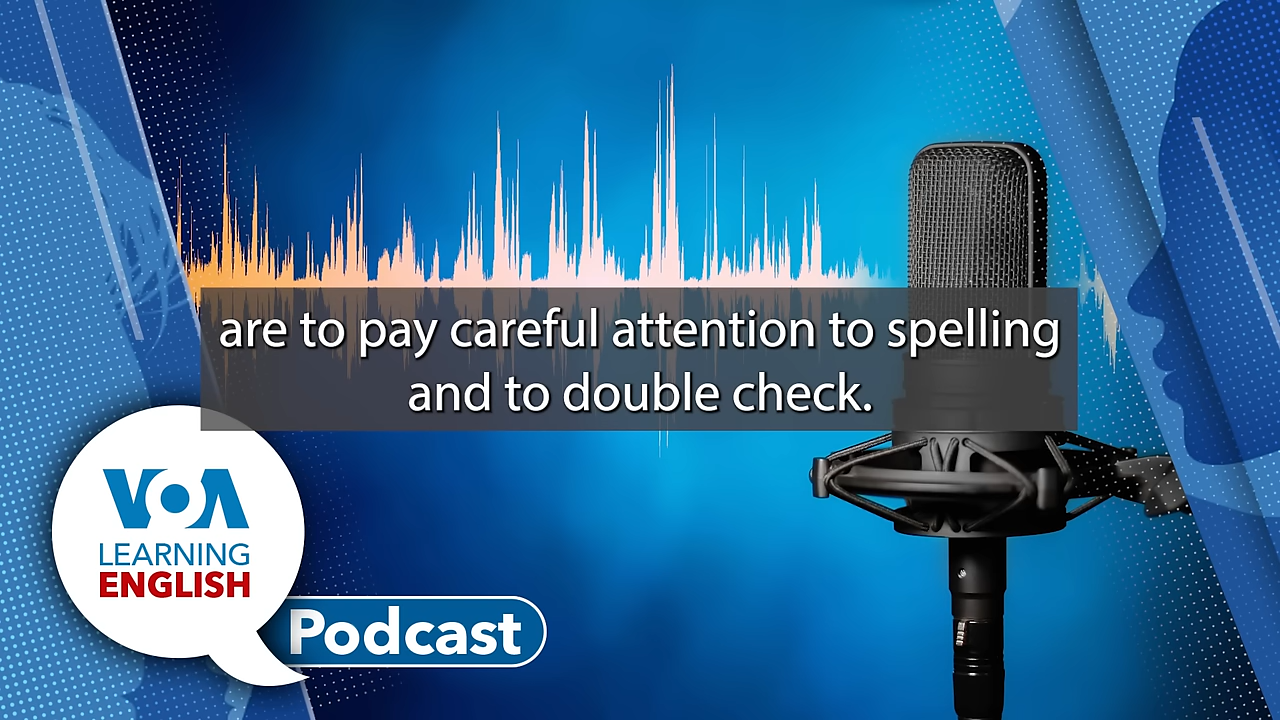 are to pay careful attention to spelling
and to double check.
VOA
LEARNING
ENGLISH
Podcast